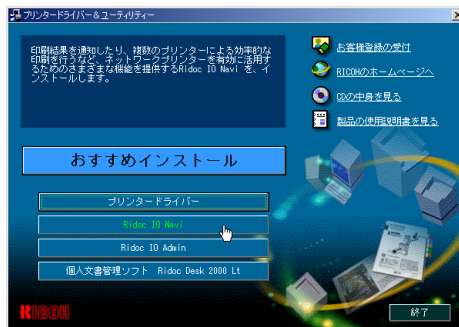 プリンタードライバー＆ユーティリティー
印刷結果を通知したり、複数のプリンターによる効率的な
印刷を行うなど、ネットワークプリンターを有効に活用す
るためのさまざまな機能を提供するRidoc IO Navi を、イ
ンストールします。
お客様登録の受付
RICOHのホームページへ
CDの中身を見る
製品の使用説明書を見る
おすすめインストール
プリンタードライバー
Ridoc IO Navi
Ridoc IO Admin
個人文書管理ソフト Ridoc Desk 2000 Lt
RICOH
終了